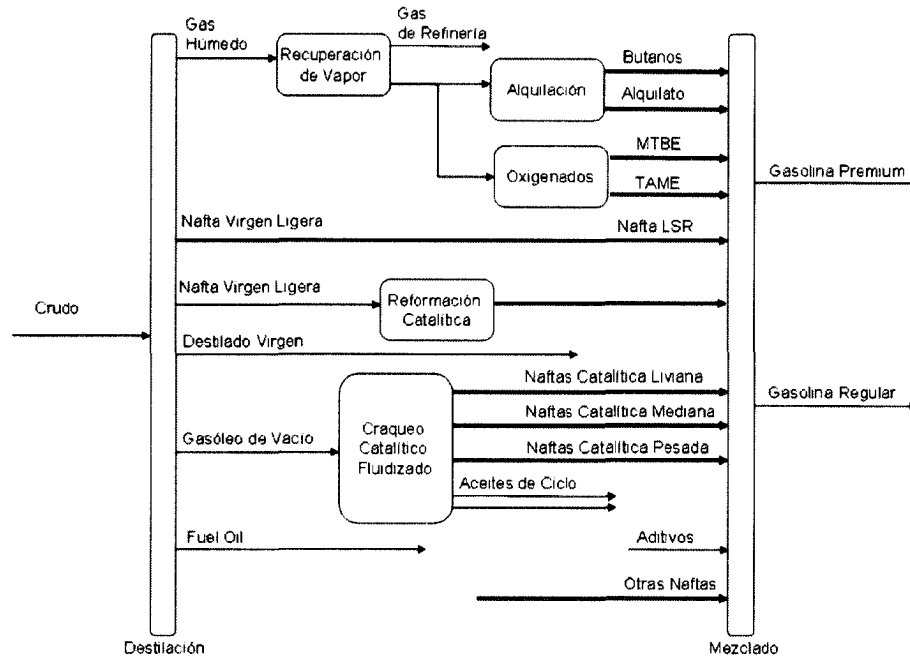 Gas
Húmedo
Gas
de Refinería
Recuperación
de Vapor
Butanos
Alquilación
Alquilato
MTBE
Oxigenados
TAME
Gasolina Premium
Nafta Virgen Ligera
Nafta LSR
Nafta Virgen Ligera
Reformación
Catalítica
Crudo
Destilado Virgen
Naftas Catalítica Liviana
Gasolina Regular
Naftas Catalítica Mediana
Craqueo
Catalítico
Fluidizado
Gasóleo de Vacío
Naftas Catalítica Pesada
Aceites de Ciclo
Fuel Oil
Aditivos
Otras Naftas
Destilación
Mezclado